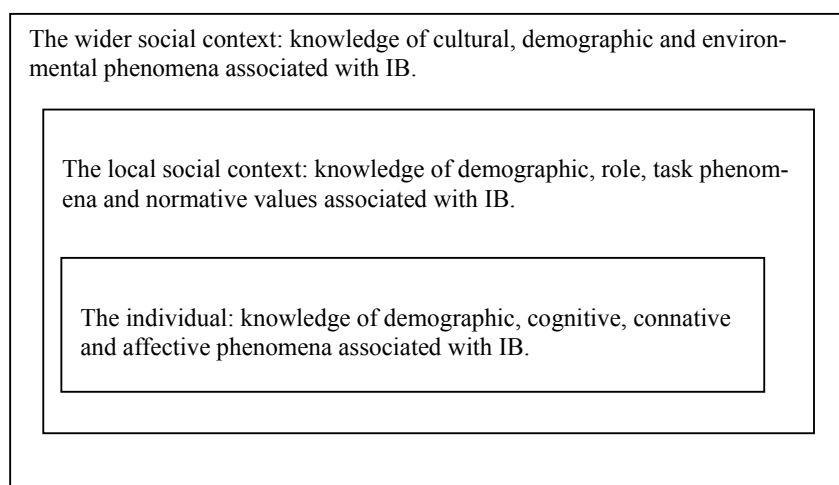 The wider social context: knowledge of cultural, demographic and environ-
mental phenomena associated with IB.
The local social context: knowledge of demographic, role, task phenom-
ena and normative values associated with IB.
The individual: knowledge of demographic, cognitive, connative
and affective phenomena associated with IB.